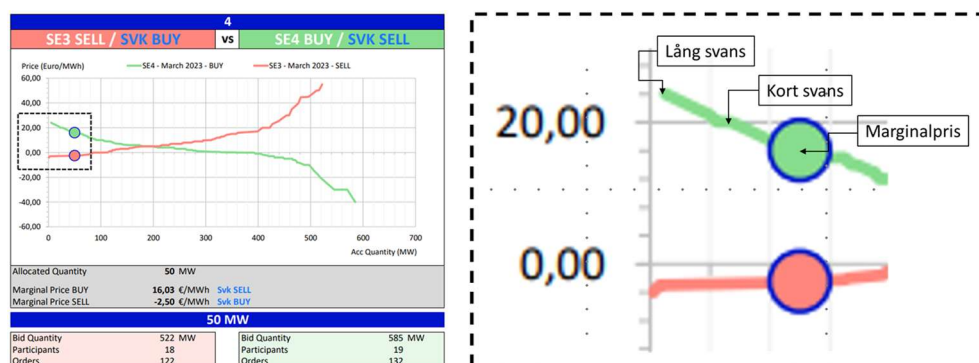 4
SE3 SELL / SVK BUY vs SE4 BUY / SVK SELL
Price (Euro/MWh)
SE4 - March 2023 - BUY SE3 - March 2023 - SELL
60,00
40,00
20,00
0,00
-20,00
-40,00
-60,00
0 100 200 300 400 500 600 700
Acc Quantity (MW)
Allocated Quantity 50 MW
Marginal Price BUY 16,03 €/MWh Svk SELL
Marginal Price SELL -2,50 €/MWh Svk BUY
50 MW
Bid Quantity 522 MW Bid Quantity 585 MW
Participants 18 Participants 19
Orders 122 Orders 132
Lång svans
Kort svans
Marginalpris
20,00
0,00